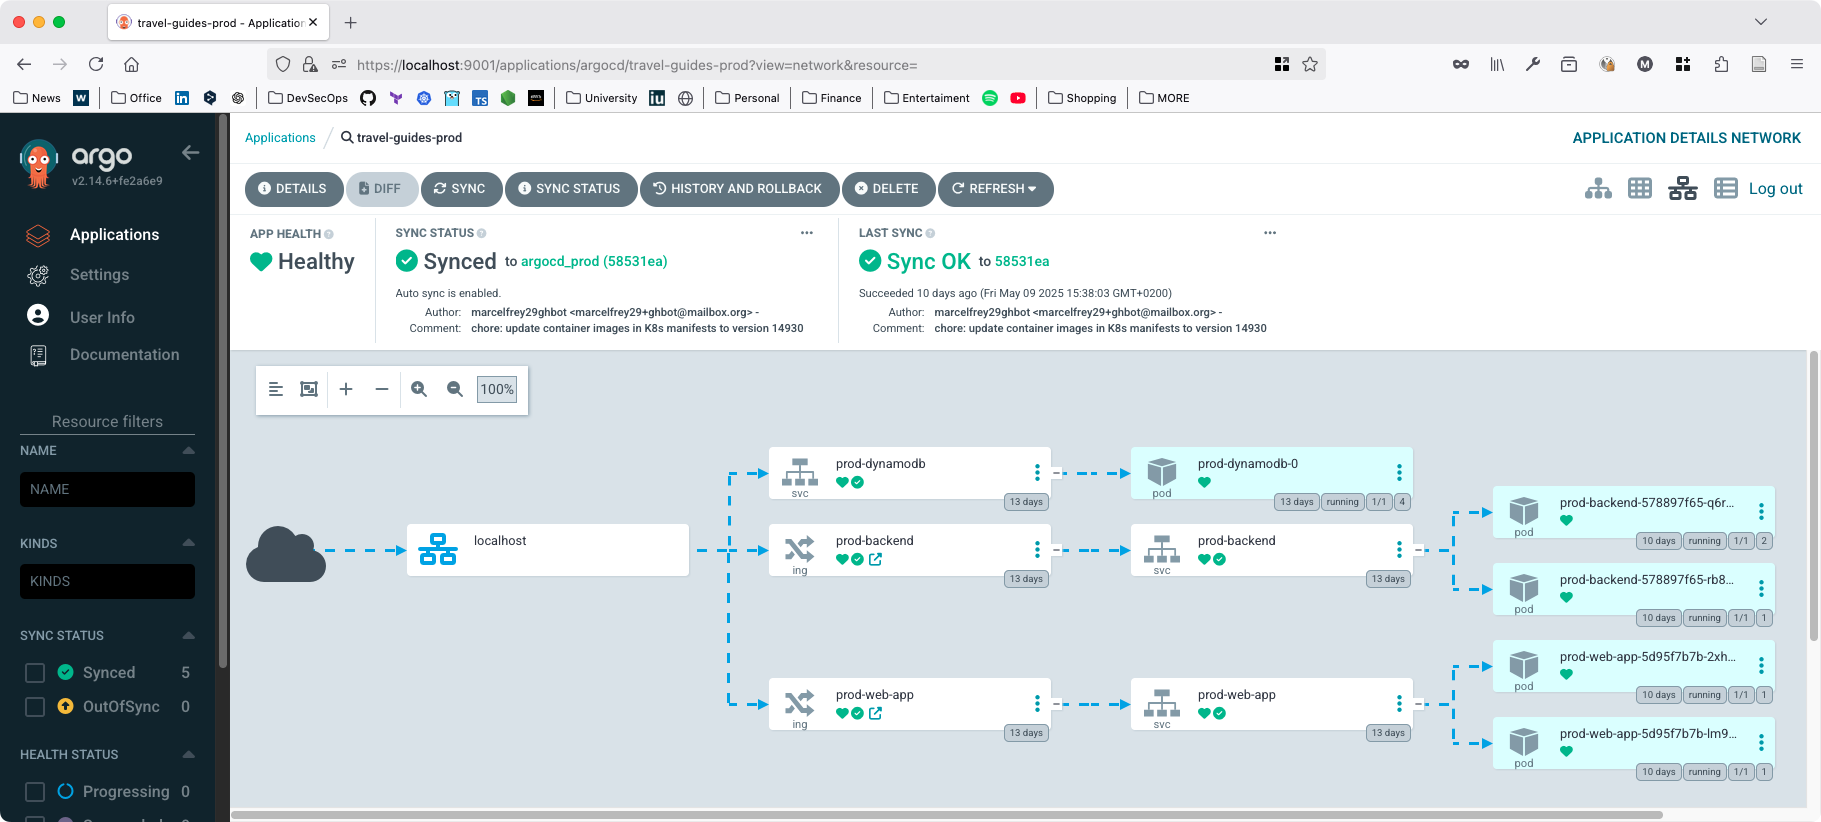 travel-guides-prod - Application
https://localhost:9001/applications/argocd/travel-guides-prod?view=network&resource=
News W Office in DevSecOps TS University iu Personal Finance Entertaiment Shopping MORE
argo
v2.14.6+fe2a6e9
Applications
Settings
User Info
Documentation
Resource filters
NAME
NAME
KINDS
KINDS
SYNC STATUS
Synced 5
OutOfSync 0
HEALTH STATUS
Progressing 0
Applications / travel-guides-prod
APPLICATION DETAILS NETWORK
DETAILS DIFF SYNC SYNC STATUS HISTORY AND ROLLBACK DELETE REFRESH
Log out
APP HEALTH
Healthy
SYNC STATUS
Synced to argocd_prod (58531ea)
Auto sync is enabled.
Author: marcelfrey29ghbot <marcelfrey29+ghbot@mailbox.org> -
Comment: chore: update container images in K8s manifests to version 14930
LAST SYNC
Sync OK to 58531ea
Succeeded 10 days ago (Fri May 09 2025 15:38:03 GMT+0200)
Author: marcelfrey29ghbot <marcelfrey29+ghbot@mailbox.org> -
Comment: chore: update container images in K8s manifests to version 14930
100%
localhost
prod-dynamodb
svc
13 days
prod-backend
ing
13 days
prod-web-app
ing
13 days
prod-dynamodb-0
pod
13 days running 1/1 4
prod-backend
svc
13 days
prod-web-app
svc
13 days
prod-backend-578897f65-q6r...
pod
10 days running 1/1 2
prod-backend-578897f65-rb8...
pod
10 days running 1/1 1
prod-web-app-5d95f7b7b-2xh...
pod
10 days running 1/1 1
prod-web-app-5d95f7b7b-lm9...
pod
10 days running 1/1 1